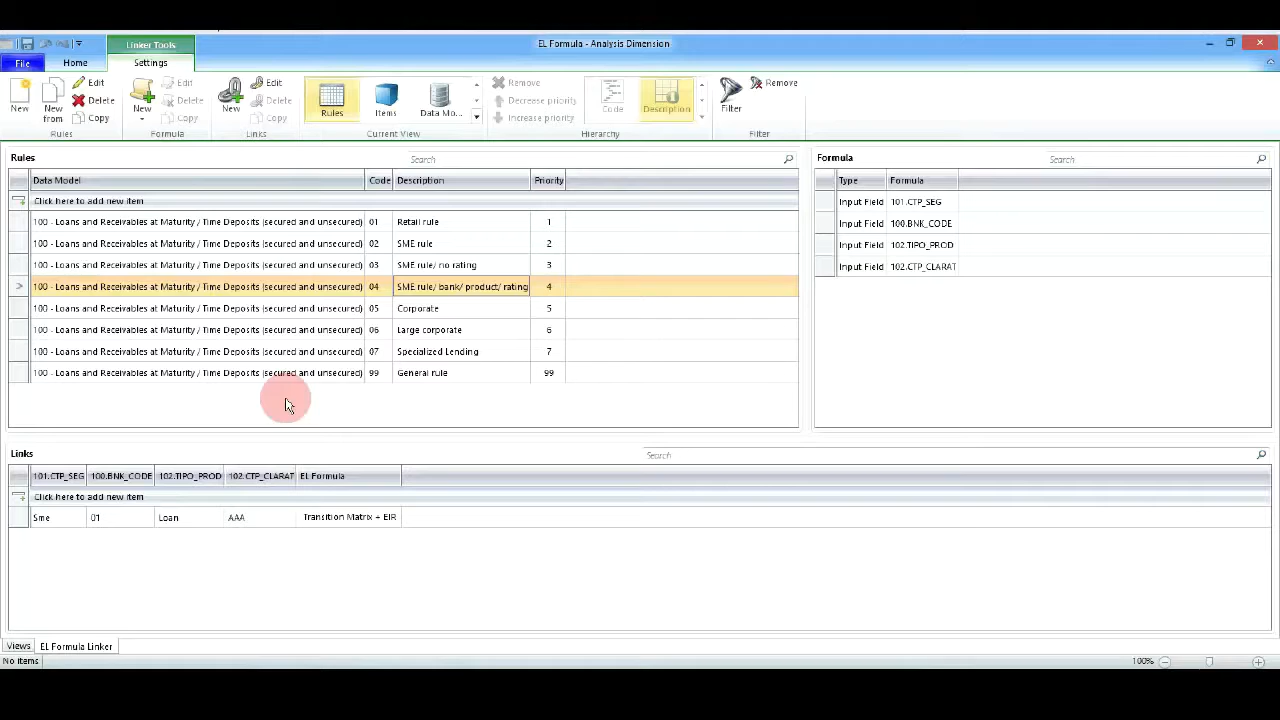 Linker Tools
EL Formula - Analysis Dimension
File
Home
Settings
New
New from
Edit
Delete
Copy
Rules
New
Edit
Delete
Copy
Formula
New
Edit
Delete
Copy
Links
Rules
Items
Data Mo...
Current View
Remove
Decrease priority
Increase priority
Code
Description
Hierarchy
Filter
Remove
Filter
Rules
Search
Data Model Code Description Priority
Click here to add new item
100 - Loans and Receivables at Maturity / Time Deposits (secured and unsecured) 01 Retail rule 1
100 - Loans and Receivables at Maturity / Time Deposits (secured and unsecured) 02 SME rule 2
100 - Loans and Receivables at Maturity / Time Deposits (secured and unsecured) 03 SME rule/ no rating 3
100 - Loans and Receivables at Maturity / Time Deposits (secured and unsecured) 04 SME rule/ bank/ product/ rating 4
100 - Loans and Receivables at Maturity / Time Deposits (secured and unsecured) 05 Corporate 5
100 - Loans and Receivables at Maturity / Time Deposits (secured and unsecured) 06 Large corporate 6
100 - Loans and Receivables at Maturity / Time Deposits (secured and unsecured) 07 Specialized Lending 7
100 - Loans and Receivables at Maturity / Time Deposits (secured and unsecured) 99 General rule 99
Formula
Search
Type Formula
Input Field 101.CTP_SEG
Input Field 100.BNK_CODE
Input Field 102.TIPO_PROD
Input Field 102.CTP_CLARAT
Links
Search
101.CTP_SEG 100.BNK_CODE 102.TIPO_PROD 102.CTP_CLARAT EL Formula
Click here to add new item
Sme 01 Loan AAA Transition Matrix + EIR
Views
EL Formula Linker
No items
100%